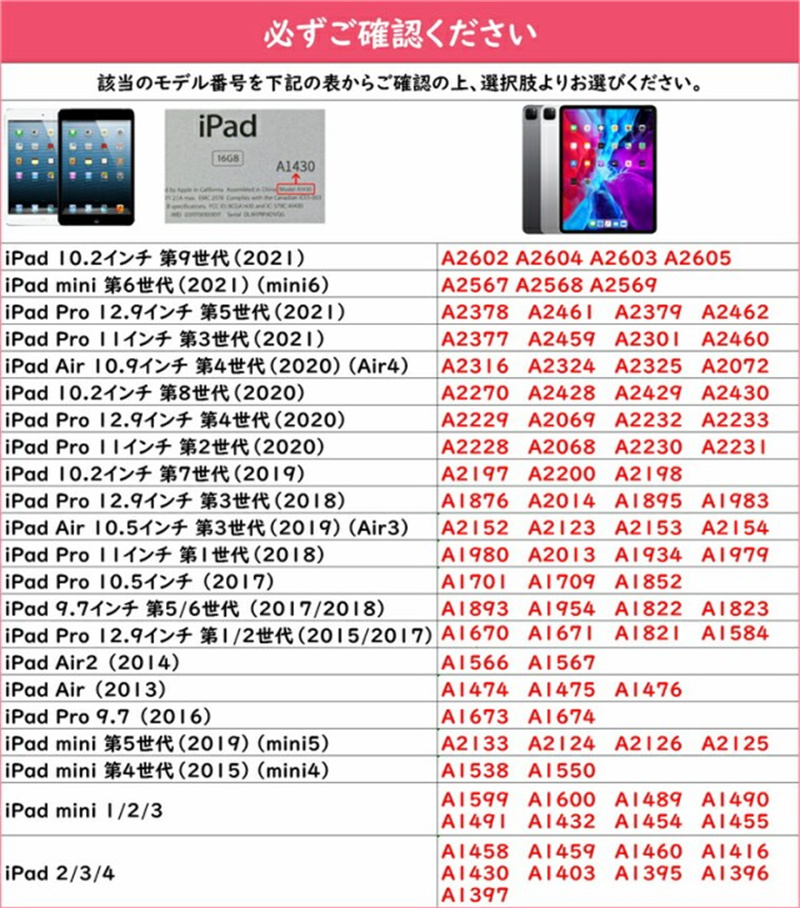 必ずご確認ください
該当のモデル番号を下記の表からご確認の上、選択肢よりお選びください。
iPad
16GB
A1430
Model A1430
iPad 10.2インチ 第9世代(2021) A2602 A2604 A2603 A2605
iPad mini 第6世代(2021)(mini6) A2567 A2568 A2569
iPad Pro 12.9インチ 第5世代(2021) A2378 A2461 A2379 A2462
iPad Pro 11インチ 第3世代(2021) A2377 A2459 A2301 A2460
iPad Air 10.9インチ 第4世代(2020)(Air4) A2316 A2324 A2325 A2072
iPad 10.2インチ 第8世代(2020) A2270 A2428 A2429 A2430
iPad Pro 12.9インチ 第4世代(2020) A2229 A2069 A2232 A2233
iPad Pro 11インチ 第2世代(2020) A2228 A2068 A2230 A2231
iPad 10.2インチ 第7世代(2019) A2197 A2200 A2198
iPad Pro 12.9インチ 第3世代(2018) A1876 A2014 A1895 A1983
iPad Air 10.5インチ 第3世代(2019)(Air3) A2152 A2123 A2153 A2154
iPad Pro 11インチ 第1世代(2018) A1980 A2013 A1934 A1979
iPad Pro 10.5インチ (2017) A1701 A1709 A1852
iPad 9.7インチ 第5/6世代 (2017/2018) A1893 A1954 A1822 A1823
iPad Pro 12.9インチ 第1/2世代(2015/2017) A1670 A1671 A1821 A1584
iPad Air2 (2014) A1566 A1567
iPad Air (2013) A1474 A1475 A1476
iPad Pro 9.7 (2016) A1673 A1674
iPad mini 第5世代(2019)(mini5) A2133 A2124 A2126 A2125
iPad mini 第4世代(2015)(mini4) A1538 A1550
iPad mini 1/2/3
A1599 A1600 A1489 A1490
A1491 A1432 A1454 A1455
iPad 2/3/4
A1458 A1459 A1460 A1416
A1430 A1403 A1395 A1396
A1397